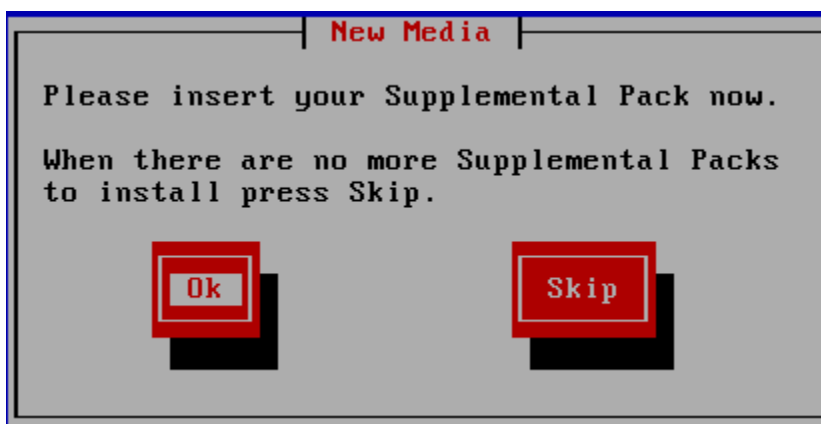 New Media
Please insert your Supplemental Pack now.
When there are no more Supplemental Packs
to install press Skip.
Ok
Skip